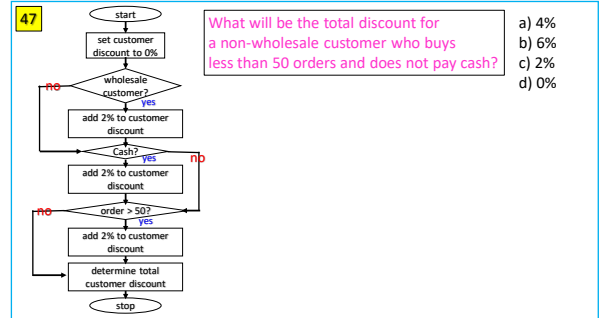 47
start
set customer
discount to 0%
wholesale
customer?
no
yes
add 2% to customer
discount
Cash?
yes
no
add 2% to customer
discount
no
order > 50?
yes
add 2% to customer
discount
determine total
customer discount
stop
What will be the total discount for
a non-wholesale customer who buys
less than 50 orders and does not pay cash?
a) 4%
b) 6%
c) 2%
d) 0%